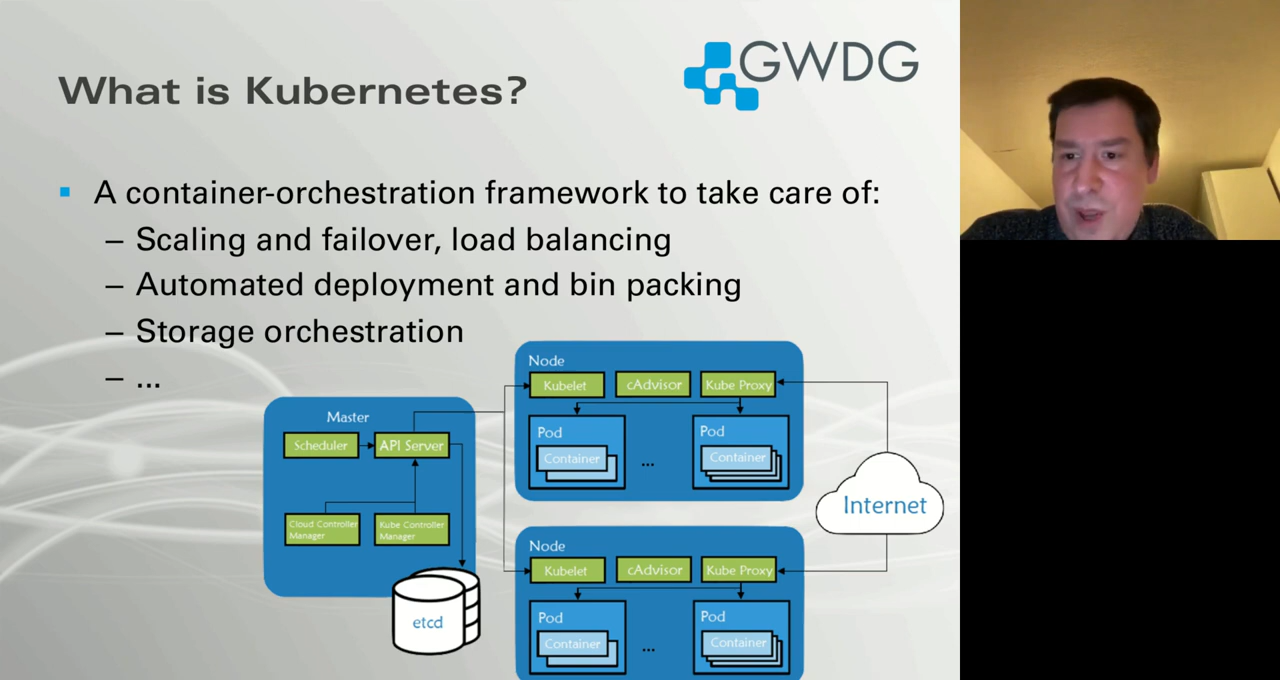 GWDG
What is Kubernetes?
A container-orchestration framework to take care of:
– Scaling and failover, load balancing
– Automated deployment and bin packing
– Storage orchestration
– ...
Master
Scheduler
API Server
Cloud Controller
Manager
Kube Controller
Manager
etcd
Node
Kubelet
cAdvisor
Kube Proxy
Pod
Container
...
Pod
Container
Node
Kubelet
cAdvisor
Kube Proxy
Pod
Container
...
Pod
Container
Internet